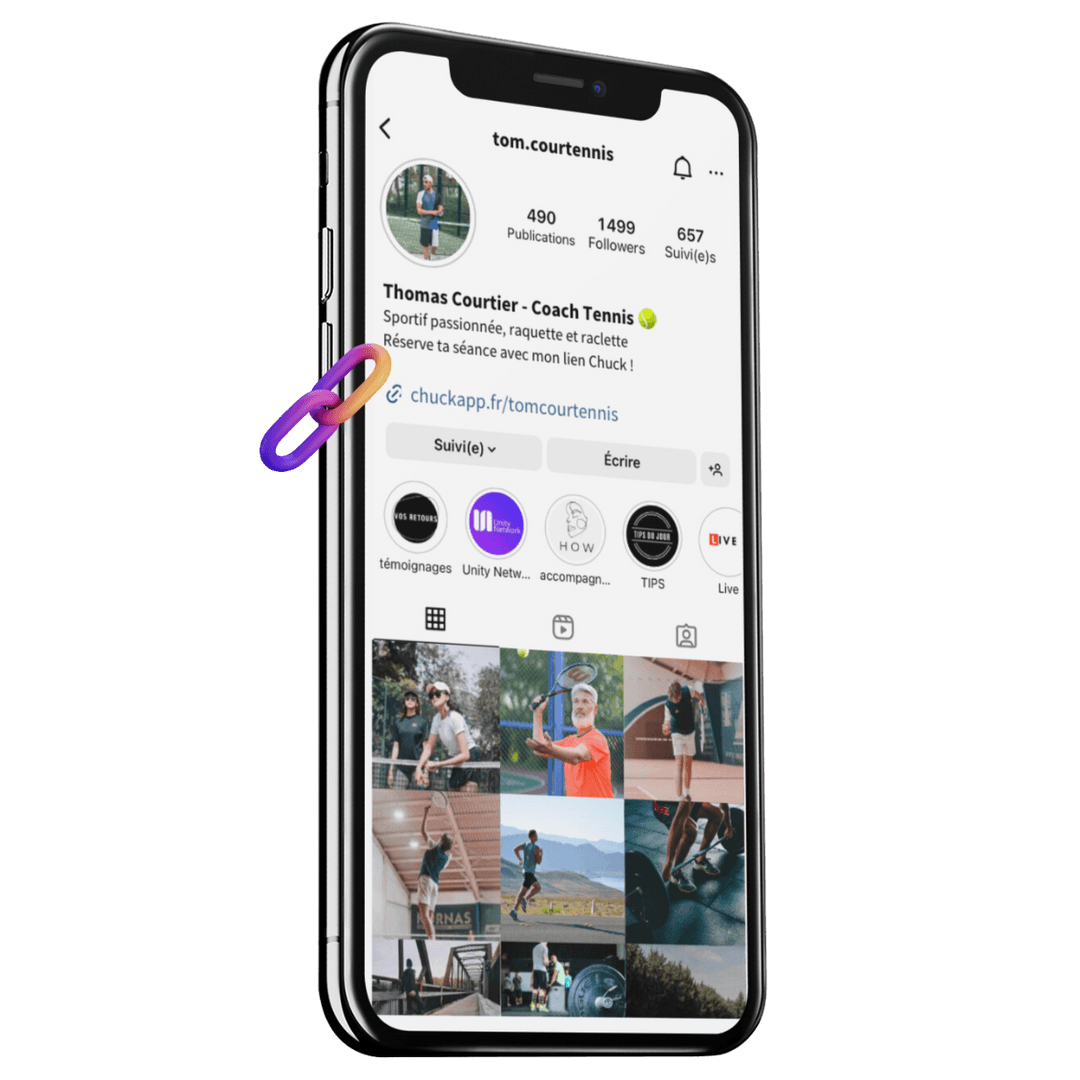 tom.courtennis
490
Publications
1499
Followers
657
Suivi(e)s
Thomas Courtier - Coach Tennis
Sportif passionnée, raquette et raclette
Réserve ta séance avec mon lien Chuck !
chuckapp.fr/tomcourtennis
Suivi(e)
Écrire
VOS RETOURS
Unity
Network
HOW
TIPS DU JOUR
LIVE
témoignages
Unity Netw...
accompagn...
TIPS
Live